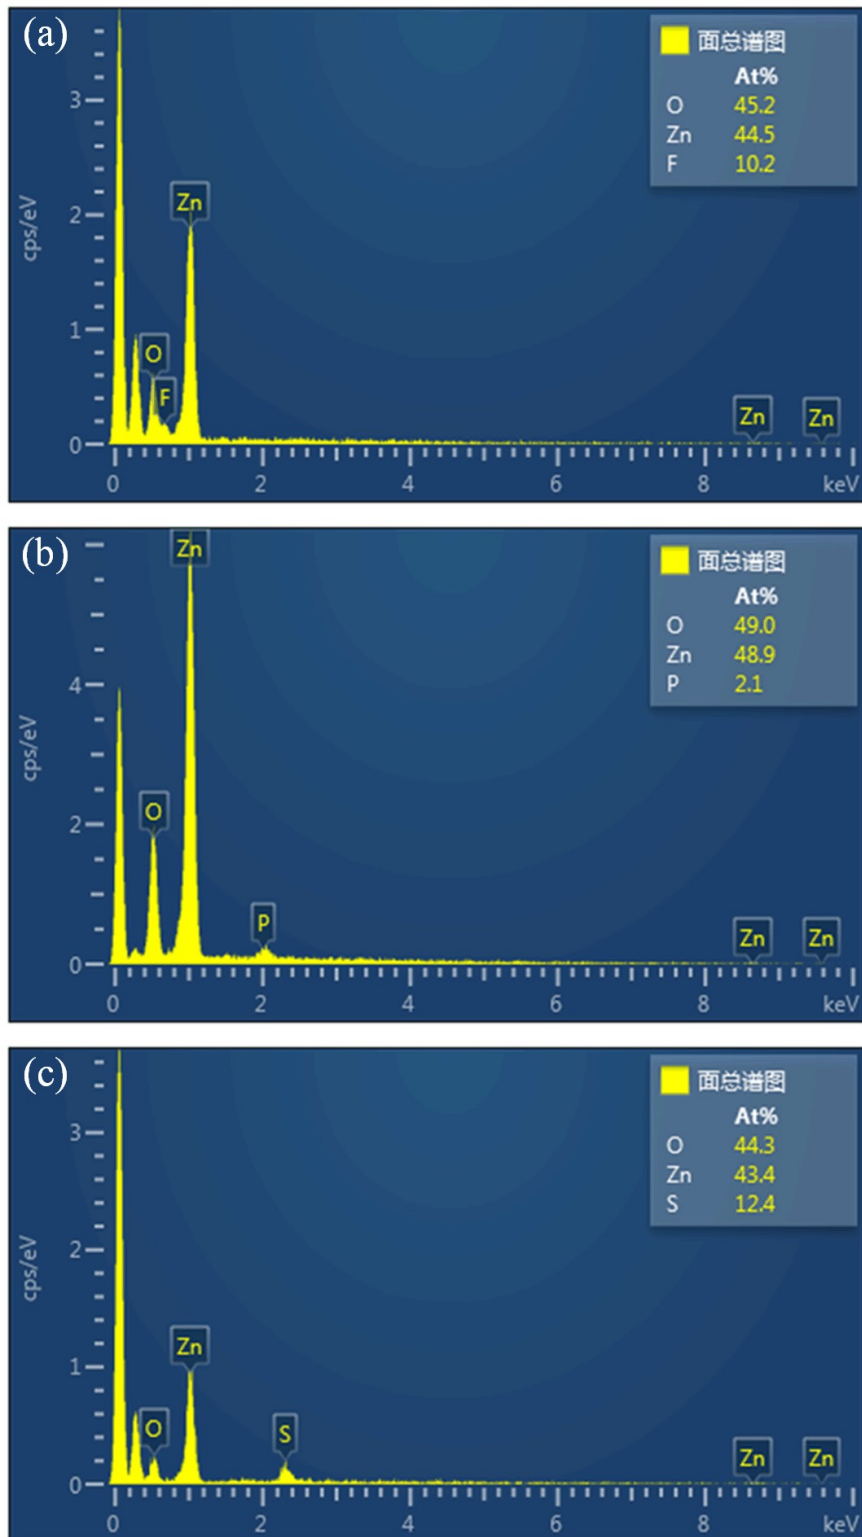 (a)
面总谱图
At%
O 45.2
Zn 44.5
F 10.2
cps/eV
3
2
1
0
Zn
O
F
Zn Zn
0 2 4 6 8 keV
(b)
面总谱图
At%
O 49.0
Zn 48.9
P 2.1
cps/eV
4
2
0
Zn
O
P
Zn Zn
0 2 4 6 8 keV
(c)
面总谱图
At%
O 44.3
Zn 43.4
S 12.4
cps/eV
3
2
1
0
Zn
O
S
Zn Zn
0 2 4 6 8 keV